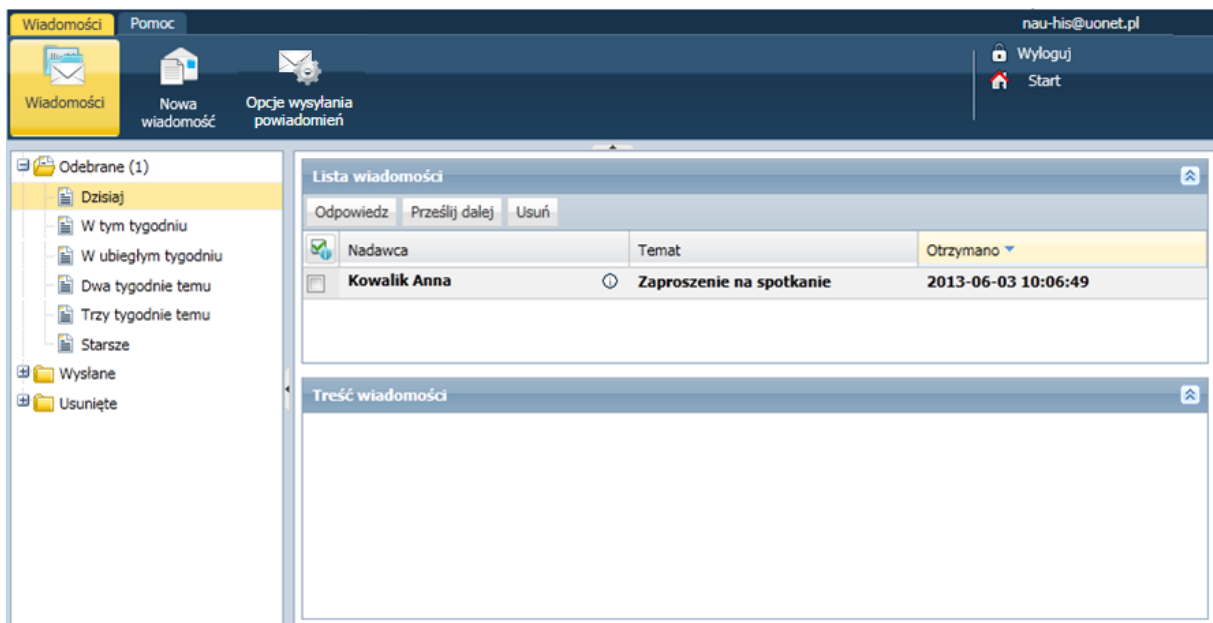 Wiadomości Pomoc nau-his@uonet.pl
Wyloguj
Start
Wiadomości
Nowa
wiadomość
Opcje wysyłania
powiadomień
Odebrane (1)
Dzisiaj
W tym tygodniu
W ubiegłym tygodniu
Dwa tygodnie temu
Trzy tygodnie temu
Starsze
Wysłane
Usunięte
Lista wiadomości
Odpowiedz Prześlij dalej Usuń
Nadawca Temat Otrzymano
Kowalik Anna Zaproszenie na spotkanie 2013-06-03 10:06:49
Treść wiadomości